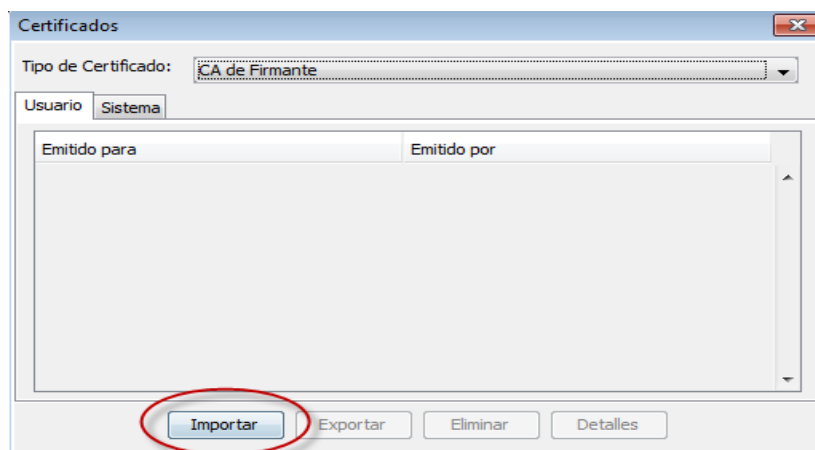 Certificados
Tipo de Certificado: CA de Firmante
Usuario Sistema
Emitido para Emitido por
Importar Exportar Eliminar Detalles